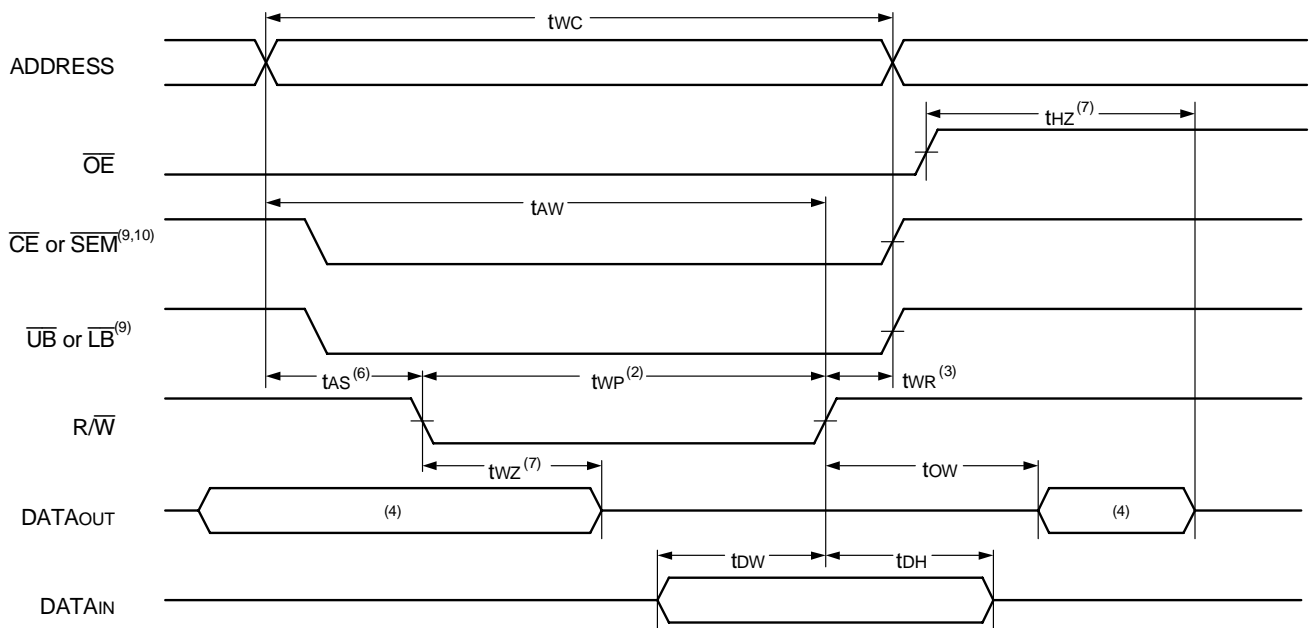 tWC
ADDRESS
tHZ(7)
OE
tAW
CE or SEM(9,10)
UB or LB(9)
tAS(6) tWP(2) tWR(3)
R/W
tWZ(7) tOW
DATAOUT (4) (4)
tDW tDH
DATAIN